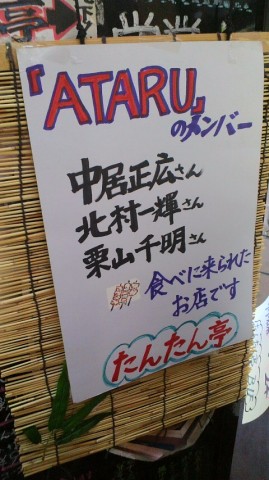 『ATARU』
のメンバー
中居正広さん
北村一輝さん
栗山千明さん
食べに来られた
お店です
たんたん亭
亭